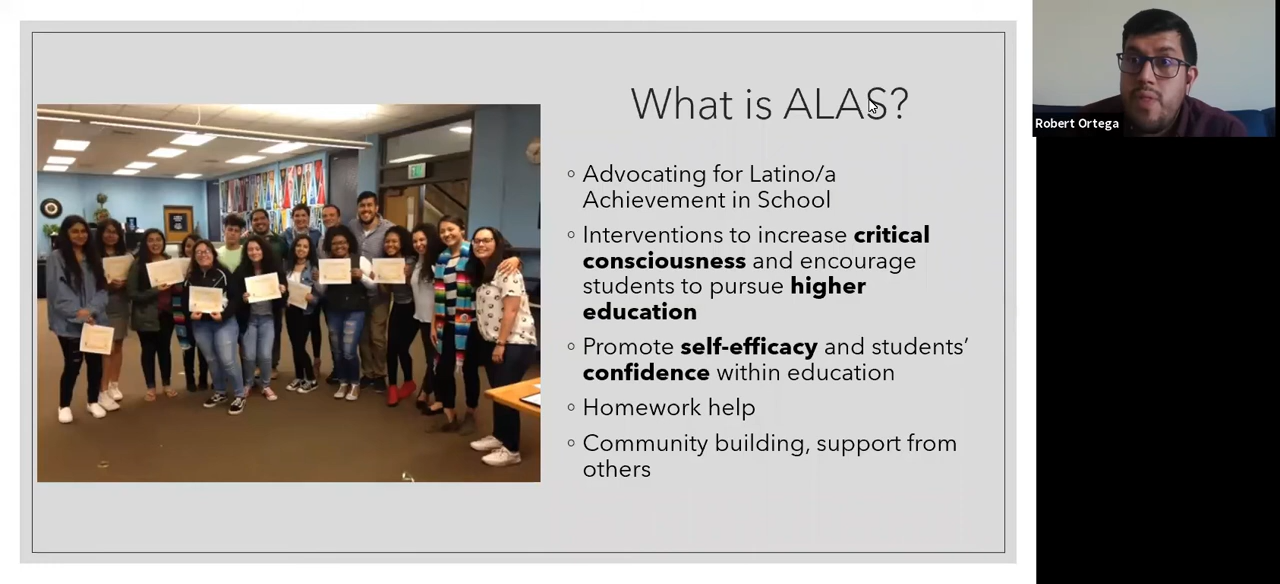 What is ALAS?
Robert Ortega
◦ Advocating for Latino/a
Achievement in School
◦ Interventions to increase critical
consciousness and encourage
students to pursue higher
education
◦ Promote self-efficacy and students’
confidence within education
◦ Homework help
◦ Community building, support from
others